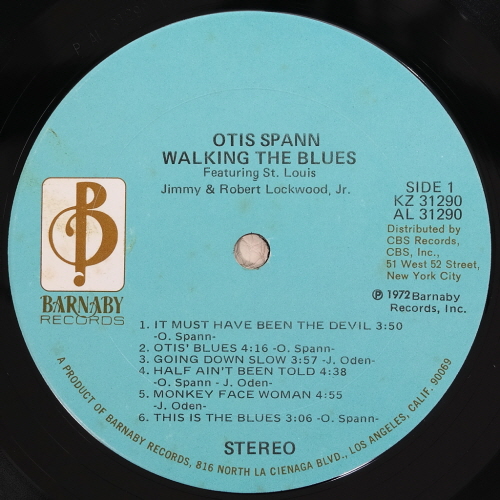 OTIS SPANN
WALKING THE BLUES
Featuring St. Louis
Jimmy & Robert Lockwood, Jr.
SIDE 1
KZ 31290
AL 31290
Distributed by
CBS Records,
CBS, Inc.,
51 West 52 Street,
New York City
℗ 1972 Barnaby
Records, Inc.
B
BARNABY
RECORDS
1. IT MUST HAVE BEEN THE DEVIL 3:50
-O. Spann-
2. OTIS' BLUES 4:16 -O. Spann-
3. GOING DOWN SLOW 3:57 -J. Oden-
4. HALF AIN'T BEEN TOLD 4:38
-O. Spann - J. Oden-
5. MONKEY FACE WOMAN 4:55
-J. Oden-
6. THIS IS THE BLUES 3:06 -O. Spann-
STEREO
A PRODUCT OF BARNABY RECORDS, 816 NORTH LA CIENAGA BLVD., LOS ANGELES, CALIF. 90069